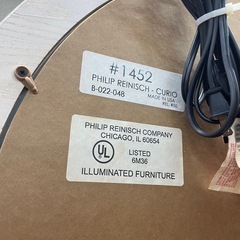 #1452
PHILIP REINISCH - CURIO
B-022-048
MADE IN USA
PHILIP REINISCH COMPANY
CHICAGO, IL 60654
UL
LISTED
6M36
ILLUMINATED FURNITURE